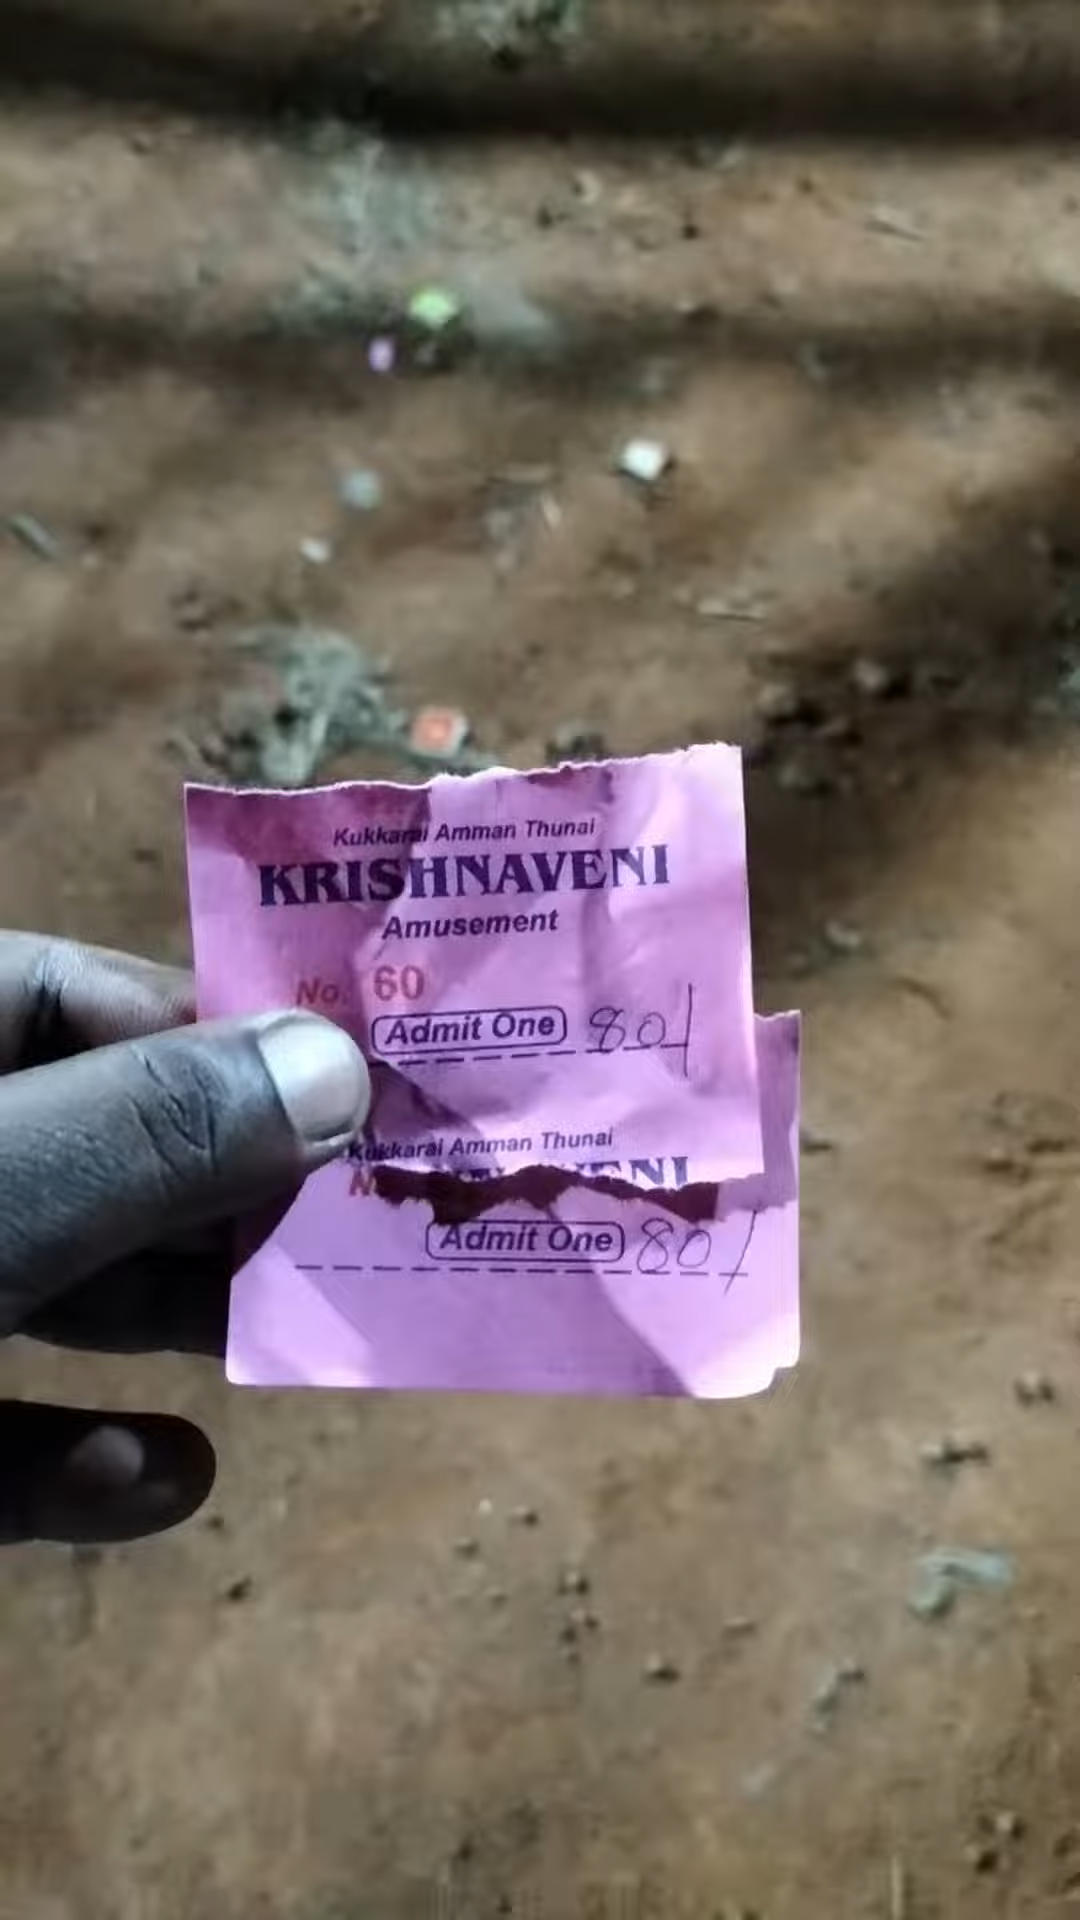 Kukkarai Amman Thunai
KRISHNAVENI
Amusement
No. 60
Admit One 80/
Kukkarai Amman Thunai
Admit One 80/